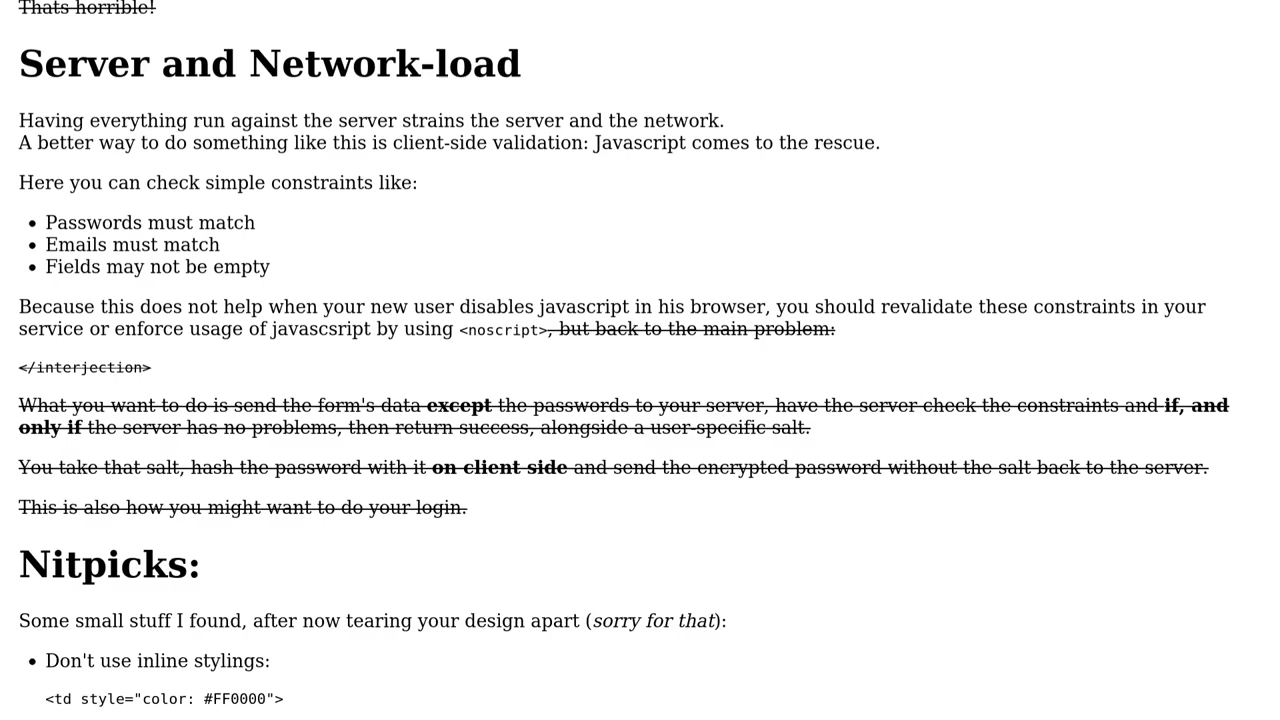 Thats horrible!
Server and Network-load
Having everything run against the server strains the server and the network.
A better way to do something like this is client-side validation: Javascript comes to the rescue.
Here you can check simple constraints like:
• Passwords must match
• Emails must match
• Fields may not be empty
Because this does not help when your new user disables javascript in his browser, you should revalidate these constraints in your
service or enforce usage of javascsript by using <noscript>, but back to the main problem:
</interjection>
What you want to do is send the form's data except the passwords to your server, have the server check the constraints and if, and
only if the server has no problems, then return success, alongside a user-specific salt.
You take that salt, hash the password with it on client side and send the encrypted password without the salt back to the server.
This is also how you might want to do your login.
Nitpicks:
Some small stuff I found, after now tearing your design apart (sorry for that):
• Don't use inline stylings:
<td style="color: #FF0000">